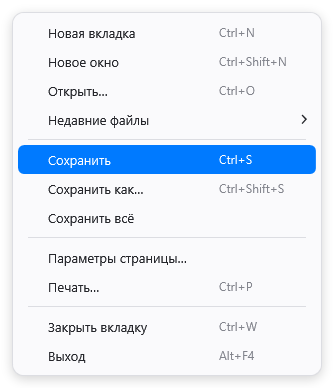 Новая вкладка Ctrl+N
Новое окно Ctrl+Shift+N
Открыть... Ctrl+O
Недавние файлы
Сохранить Ctrl+S
Сохранить как... Ctrl+Shift+S
Сохранить всё
Параметры страницы...
Печать... Ctrl+P
Закрыть вкладку Ctrl+W
Выход Alt+F4